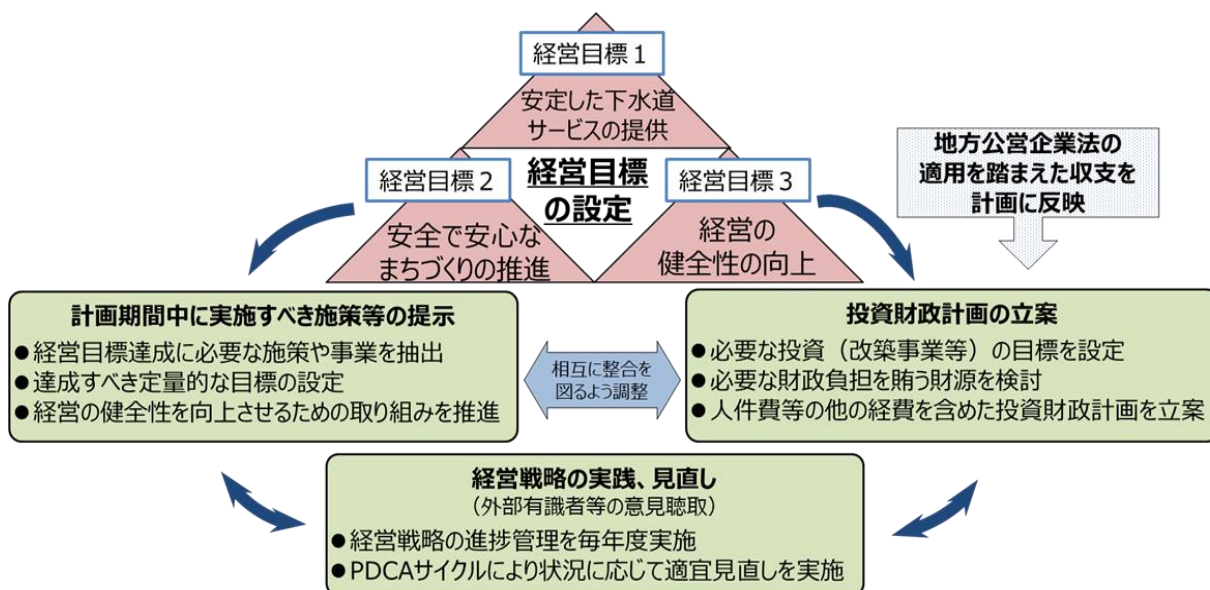 経営目標１
安定した下水道
サービスの提供
経営目標２
経営目標
の設定
経営目標３
安全で安心な
まちづくりの推進
経営の
健全性の向上
地方公営企業法の
適用を踏まえた収支を
計画に反映
計画期間中に実施すべき施策等の提示
●経営目標達成に必要な施策や事業を抽出
●達成すべき定量的な目標の設定
●経営の健全性を向上させるための取り組みを推進
相互に整合を
図るよう調整
投資財政計画の立案
●必要な投資（改築事業等）の目標を設定
●必要な財政負担を賄う財源を検討
●人件費等の他の経費を含めた投資財政計画を立案
経営戦略の実践、見直し
（外部有識者等の意見聴取）
●経営戦略の進捗管理を毎年度実施
●PDCAサイクルにより状況に応じて適宜見直しを実施